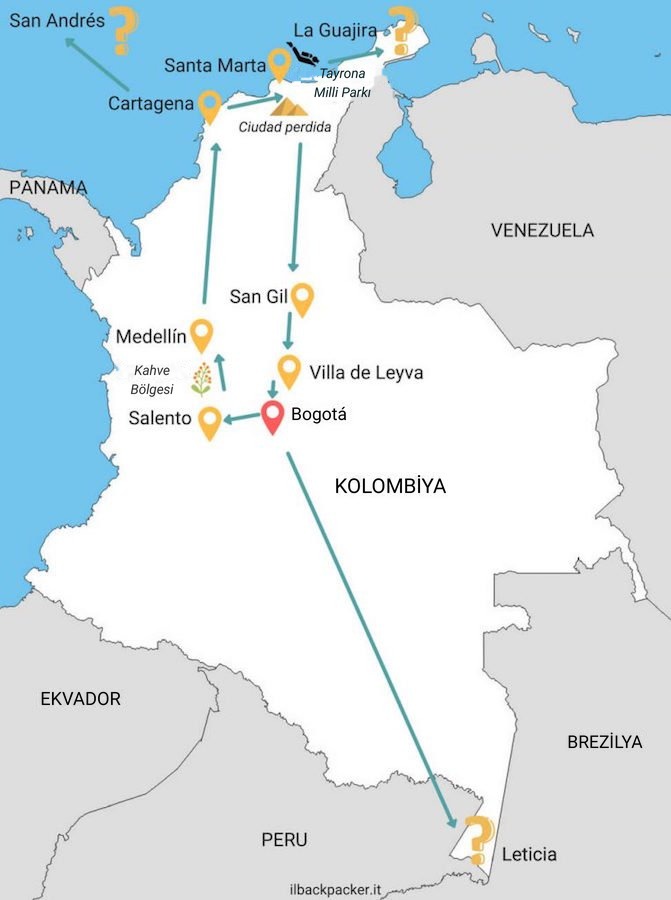 San Andrés
La Guajira
Santa Marta
Tayrona
Milli Parkı
Cartagena
Ciudad perdida
PANAMA
VENEZUELA
San Gil
Medellín
Kahve
Bölgesi
Villa de Leyva
Salento
Bogotá
KOLOMBİYA
EKVADOR
BREZİLYA
PERU
Leticia
ilbackpacker.it